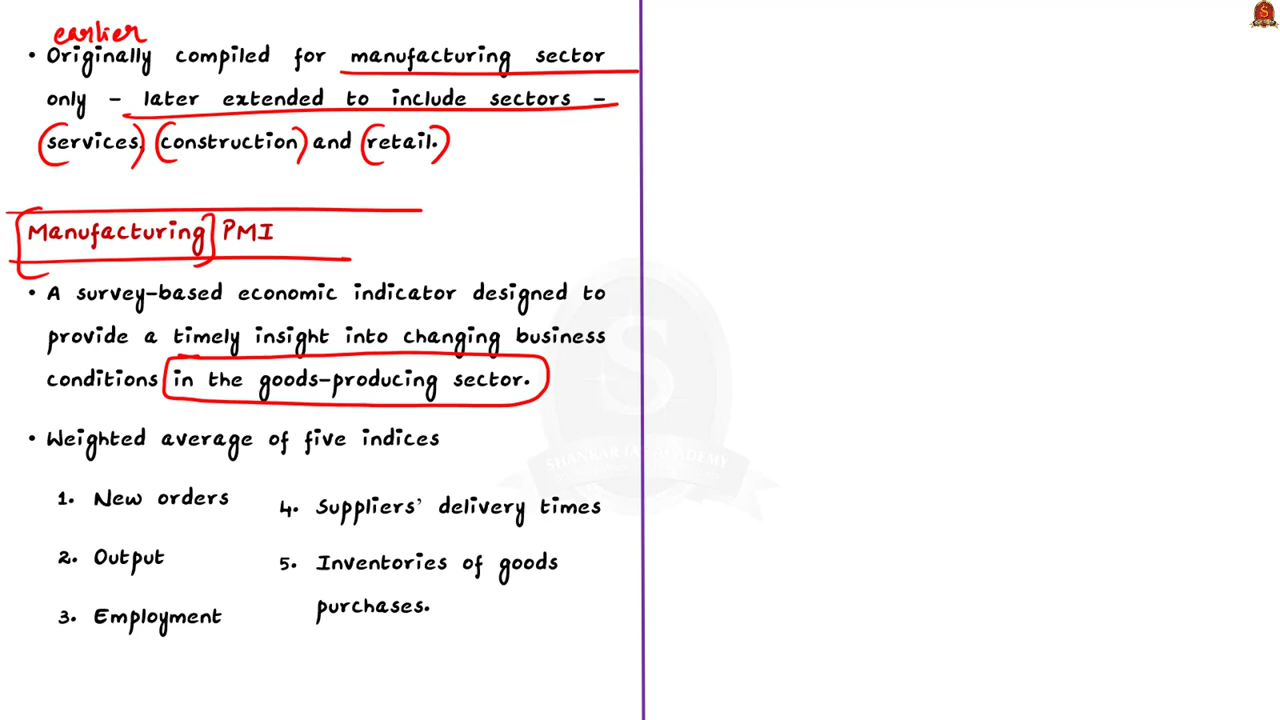 earlier
• Originally compiled for manufacturing sector
only - later extended to include sectors -
services, construction and retail.
Manufacturing PMI
• A survey-based economic indicator designed to
provide a timely insight into changing business
conditions in the goods-producing sector.
• Weighted average of five indices
1. New orders
2. Output
3. Employment
4. Suppliers' delivery times
5. Inventories of goods
purchases.
S
SHANKAR IAS ACADEMY